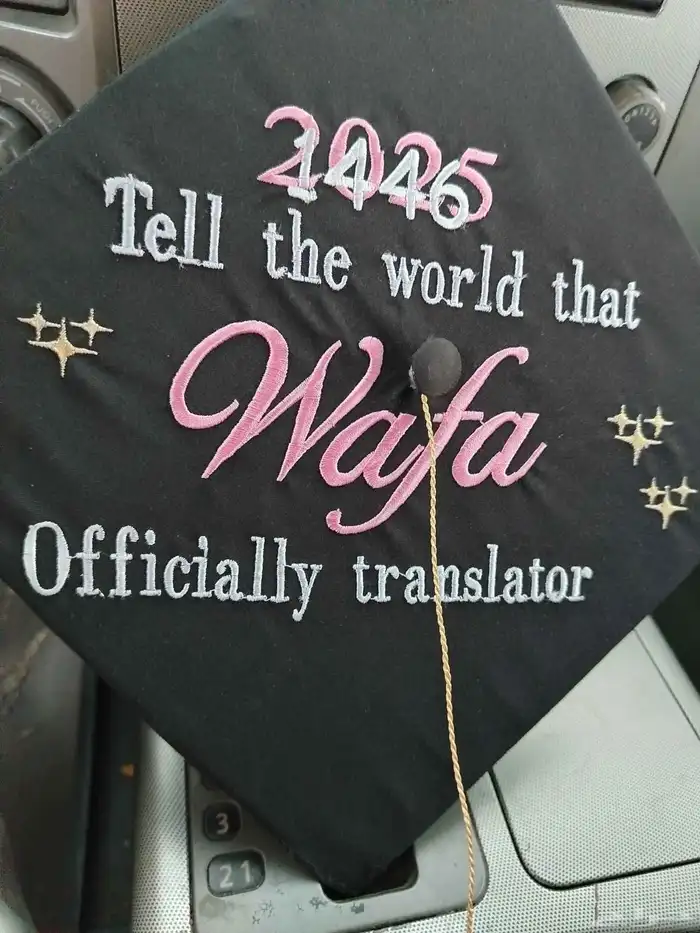 2025
1446
Tell the world that
Wafa
Officially translator
3
21